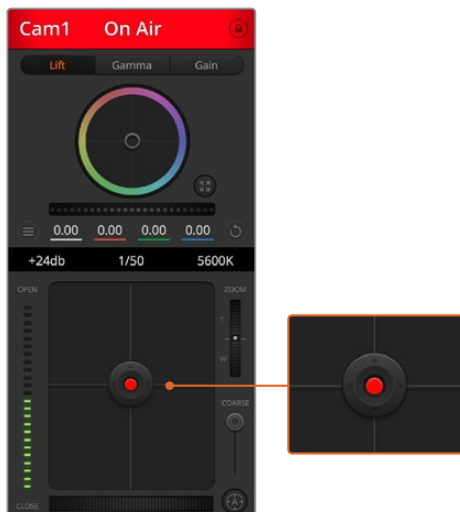 Cam1 On Air
Lift Gamma Gain
0.00 0.00 0.00 0.00
+24db 1/50 5600K
OPEN ZOOM
T
W
COARSE
A
CLOSE